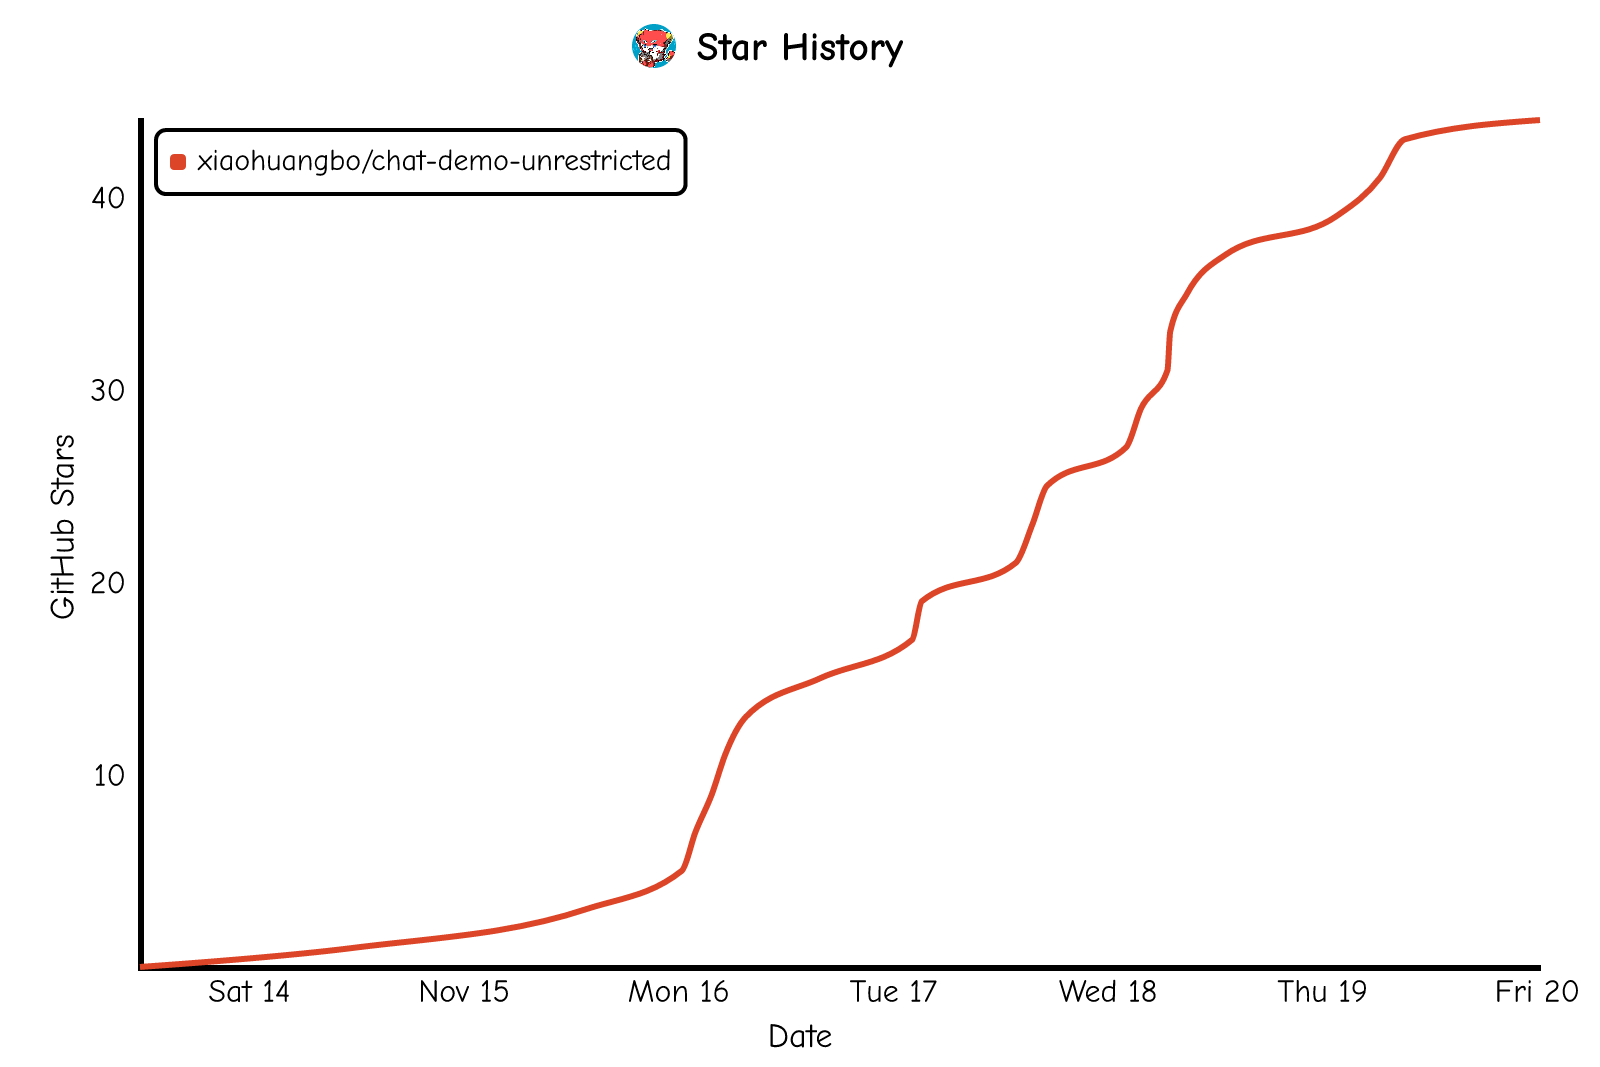 Star History
xiaohuangbo/chat-demo-unrestricted
40
30
20
10
GitHub Stars
Sat 14
Nov 15
Mon 16
Tue 17
Wed 18
Thu 19
Fri 20
Date